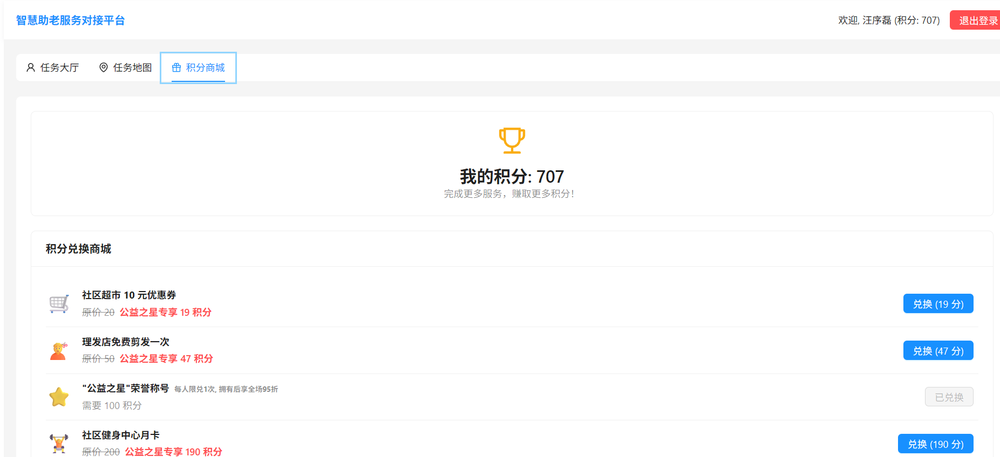 智慧助老服务对接平台
欢迎, 汪序磊 (积分: 707)
退出登录
任务大厅
任务地图
积分商城
我的积分: 707
完成更多服务，赚取更多积分！
积分兑换商城
社区超市 10 元优惠券
原价 20 公益之星专享 19 积分
兑换 (19 分)
理发店免费剪发一次
原价 50 公益之星专享 47 积分
兑换 (47 分)
"公益之星"荣誉称号 每人限兑1次, 拥有后享全场95折
需要 100 积分
已兑换
社区健身中心月卡
原价 200 公益之星专享 190 积分
兑换 (190 分)